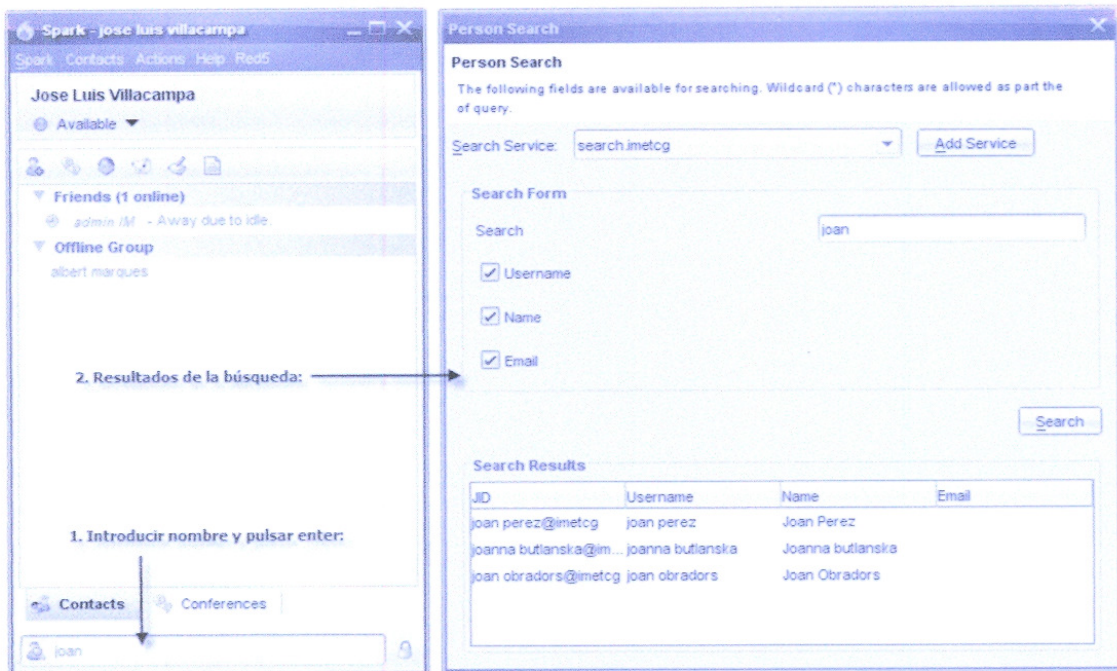 Spark - jose luis villacampa
Spark Contacts Actions Help Red5
Jose Luis Villacampa
Available
Friends (1 online)
admin IM - Away due to idle.
Offline Group
albert marques
2. Resultados de la búsqueda:
1. Introducir nombre y pulsar enter:
Contacts Conferences
joan
Person Search
Person Search
The following fields are available for searching. Wildcard (*) characters are allowed as part the
of query.
Search Service: search.imetcg Add Service
Search Form
Search joan
Username
Name
Email
Search
Search Results
JID Username Name Email
joan perez@imetcg joan perez Joan Perez
joanna butlanska@im... joanna butlanska Joanna butlanska
joan obradors@imetcg joan obradors Joan Obradors